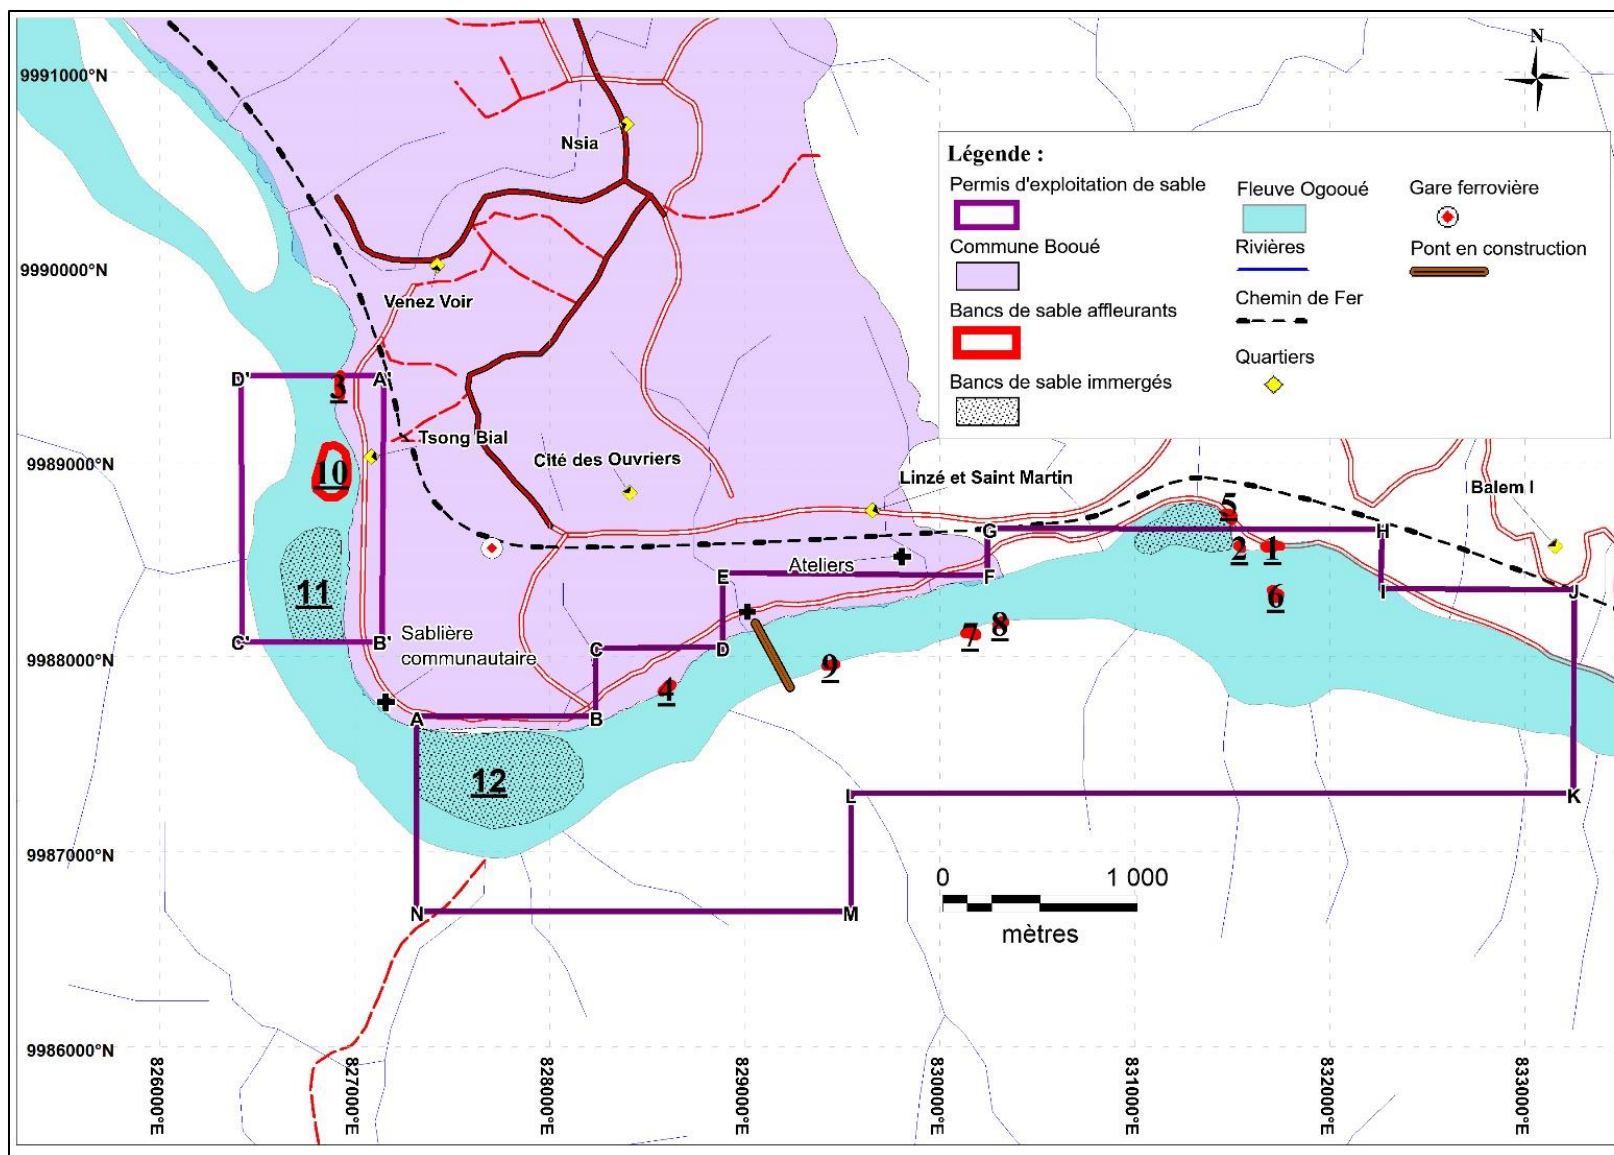 9991000°N
N
Nsia
Légende :
Permis d'exploitation de sable
Fleuve Ogooué
Gare ferrovière
Commune Booué
Rivières
Pont en construction
9990000°N
Venez Voir
Bancs de sable affleurants
Chemin de Fer
Quartiers
Bancs de sable immergés
D'
3
A'
Tsong Bial
9989000°N
10
Cité des Ouvriers
Linzé et Saint Martin
Balem I
5
G
H
2
1
Ateliers
E
F
11
6
I
J
C'
B'
Sablière
communautaire
8
7
9988000°N
C
D
9
4
A
B
12
L
K
9987000°N
0
1 000
mètres
N
M
9986000°N
826000°E
827000°E
828000°E
829000°E
830000°E
831000°E
832000°E
833000°E